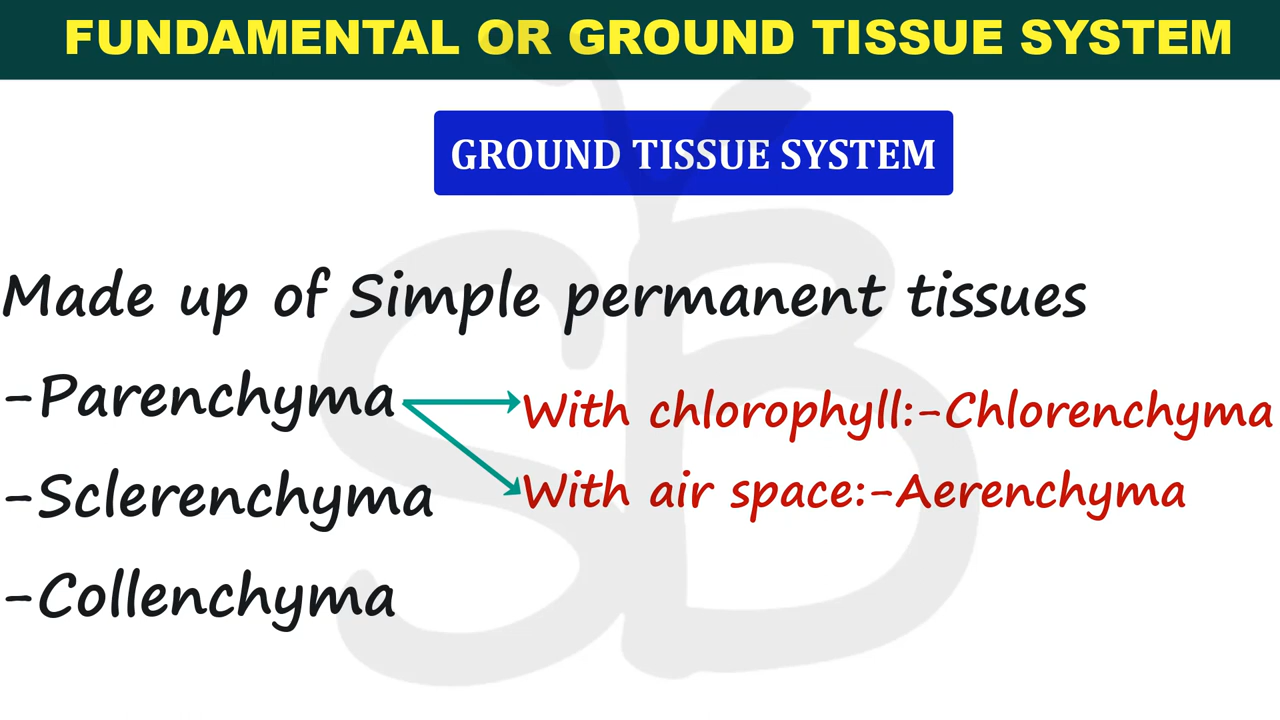 FUNDAMENTAL OR GROUND TISSUE SYSTEM
GROUND TISSUE SYSTEM
Made up of Simple permanent tissues
-Parenchyma
With chlorophyll:-Chlorenchyma
With air space:-Aerenchyma
-Sclerenchyma
-Collenchyma
SB